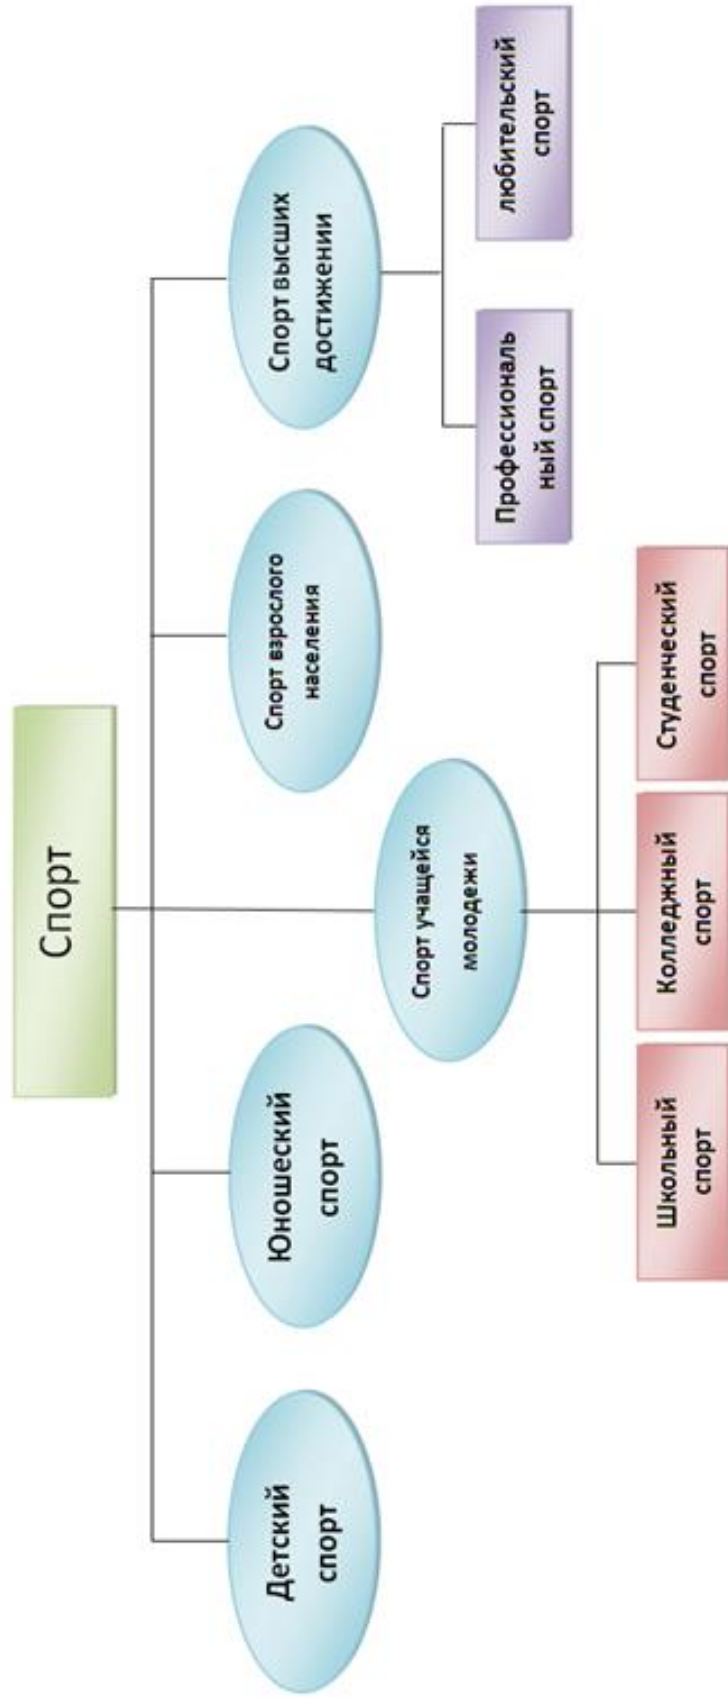 Спорт
Детский
спорт
Юношеский
спорт
Спорт учащейся
молодежи
Спорт взрослого
населения
Спорт высших
достижении
Школьный
спорт
Колледжный
спорт
Студенческий
спорт
Профессиональ
ный спорт
любительский
спорт